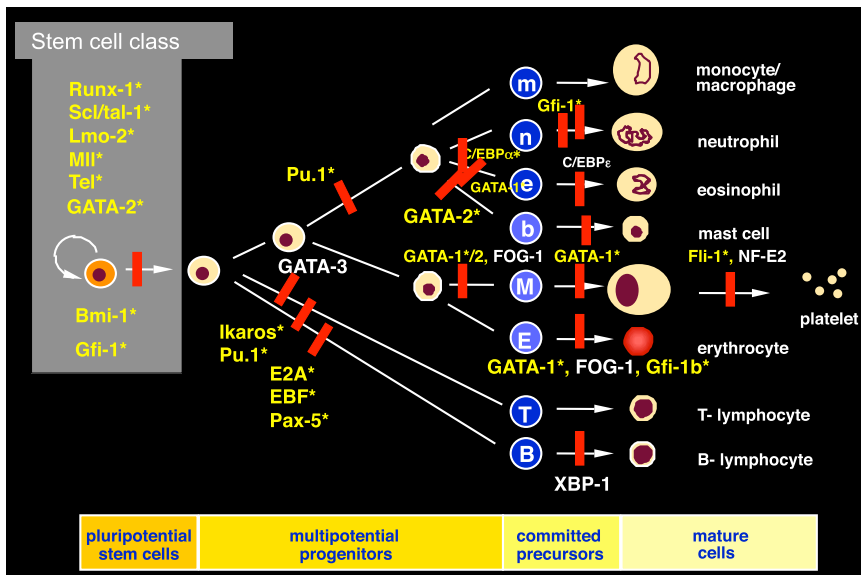 Stem cell class
Runx-1*
Scl/tal-1*
Lmo-2*
Mll*
Tel*
GATA-2*
Bmi-1*
Gfi-1*
GATA-3
Pu.1*
Ikaros*
Pu.1*
E2A*
EBF*
Pax-5*
C/EBPα*
GATA-1
GATA-2*
GATA-1*/2, FOG-1
m
monocyte/
macrophage
Gfi-1*
n
neutrophil
C/EBPε
e
eosinophil
b
mast cell
GATA-1*
M
Fli-1*, NF-E2
platelet
E
erythrocyte
GATA-1*, FOG-1, Gfi-1b*
T
T- lymphocyte
B
B- lymphocyte
XBP-1
pluripotential
stem cells
multipotential
progenitors
committed
precursors
mature
cells